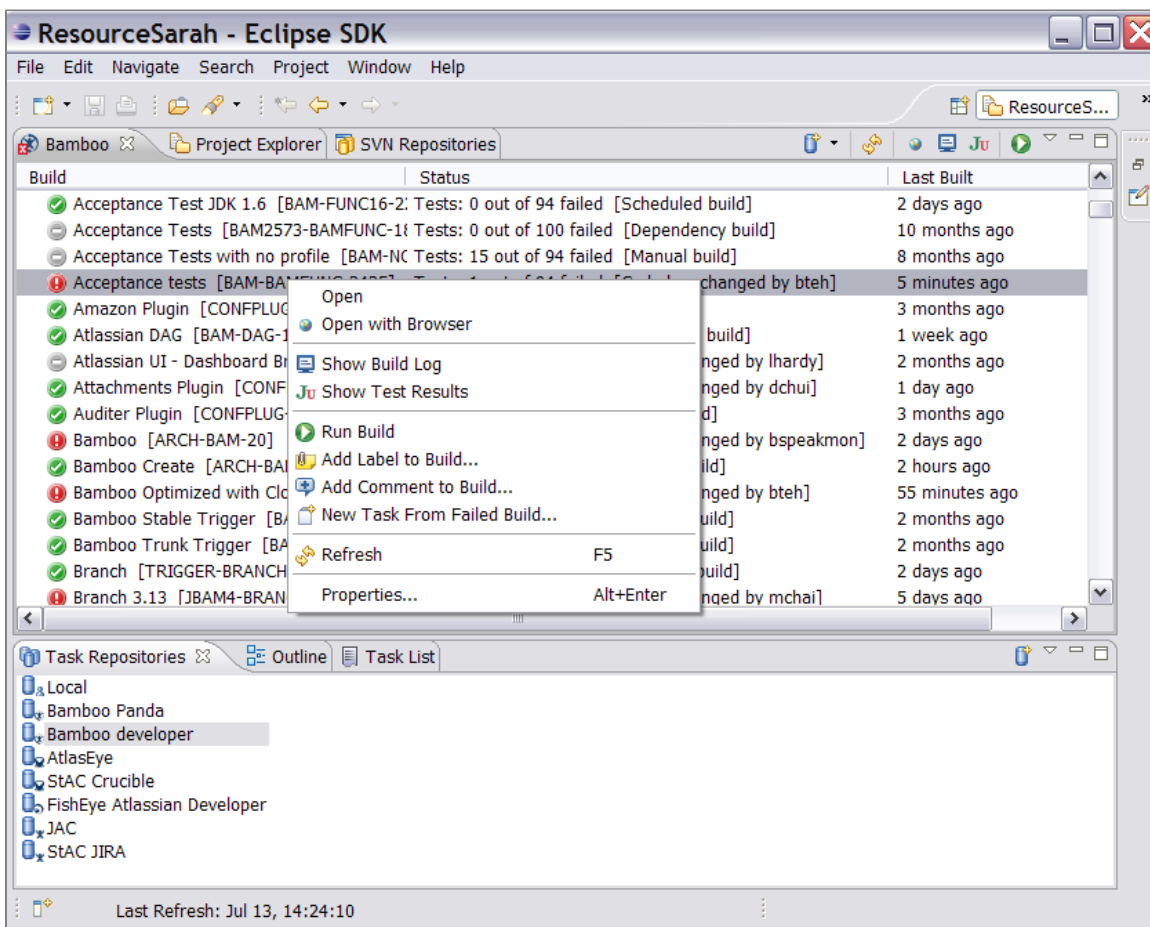 ResourceSarah - Eclipse SDK
File Edit Navigate Search Project Window Help
ResourceS...
Bamboo Project Explorer SVN Repositories
Build Status Last Built
Acceptance Test JDK 1.6 [BAM-FUNC16-2 Tests: 0 out of 94 failed [Scheduled build] 2 days ago
Acceptance Tests [BAM2573-BAMFUNC-18 Tests: 0 out of 100 failed [Dependency build] 10 months ago
Acceptance Tests with no profile [BAM-NC Tests: 15 out of 94 failed [Manual build] 8 months ago
Acceptance tests changed by bteh] 5 minutes ago
Open
Amazon Plugin [CONFPLUG 3 months ago
Open with Browser
Atlassian DAG [BAM-DAG-1 build] 1 week ago
Atlassian UI - Dashboard Br nged by lhardy] 2 months ago
Show Build Log
Attachments Plugin [CONF nged by dchui] 1 day ago
Show Test Results
Auditer Plugin [CONFPLUG- d] 3 months ago
Bamboo [ARCH-BAM-20] nged by bspeakmon] 2 days ago
Run Build
Bamboo Create [ARCH-BAI ild] 2 hours ago
Add Label to Build...
Bamboo Optimized with Clo nged by bteh] 55 minutes ago
Add Comment to Build...
Bamboo Stable Trigger [BA uild] 2 months ago
New Task From Failed Build...
Bamboo Trunk Trigger [BA uild] 2 months ago
Refresh F5
Branch [TRIGGER-BRANCH build] 2 days ago
Branch 3.13 [JBAM4-BRAN nged by mchai] 5 days ago
Properties... Alt+Enter
Task Repositories Outline Task List
Local
Bamboo Panda
Bamboo developer
AtlasEye
StAC Crucible
FishEye Atlassian Developer
JAC
StAC JIRA
Last Refresh: Jul 13, 14:24:10